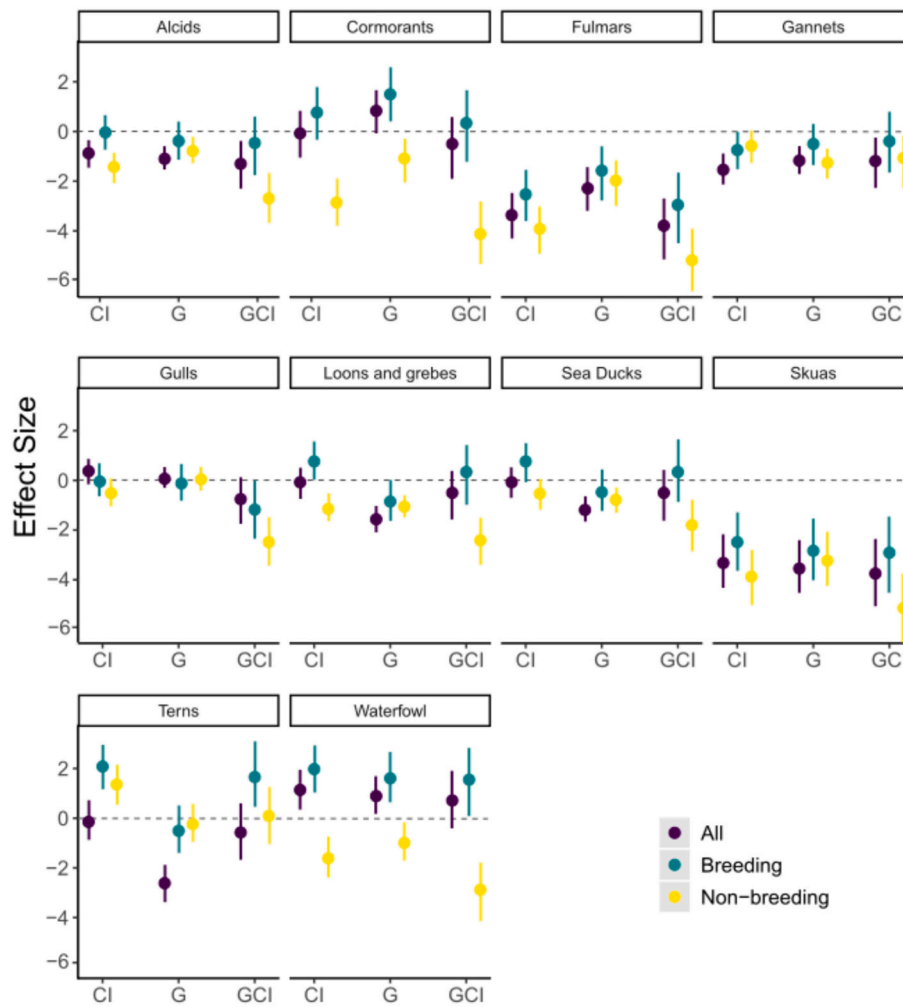 Alcids Cormorants Fulmars Gannets
2
0
−2
−4
−6
CI G GCI CI G GCI CI G GCI CI G GC
Effect Size
Gulls Loons and grebes Sea Ducks Skuas
2
0
−2
−4
−6
CI G GCI CI G GCI CI G GCI CI G GC
Terns Waterfowl
2
0
−2
−4
−6
CI G GCI CI G GCI
All
Breeding
Non−breeding